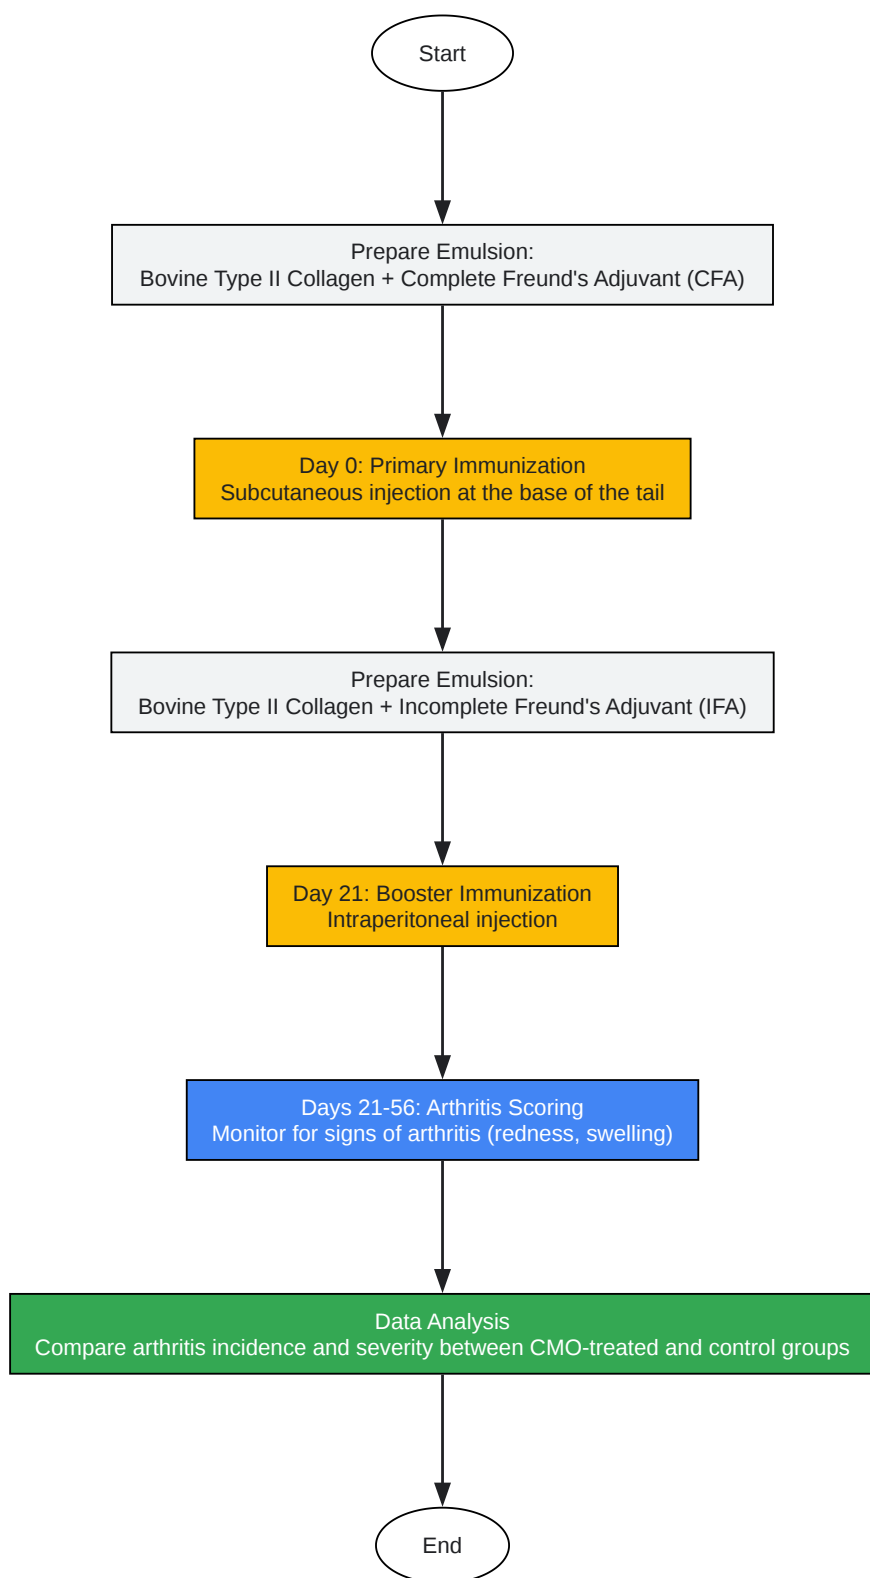 Start
Prepare Emulsion:
Bovine Type II Collagen + Complete Freund's Adjuvant (CFA)
Day 0: Primary Immunization
Subcutaneous injection at the base of the tail
Prepare Emulsion:
Bovine Type II Collagen + Incomplete Freund's Adjuvant (IFA)
Day 21: Booster Immunization
Intraperitoneal injection
Days 21-56: Arthritis Scoring
Monitor for signs of arthritis (redness, swelling)
Data Analysis
Compare arthritis incidence and severity between CMO-treated and control groups
End